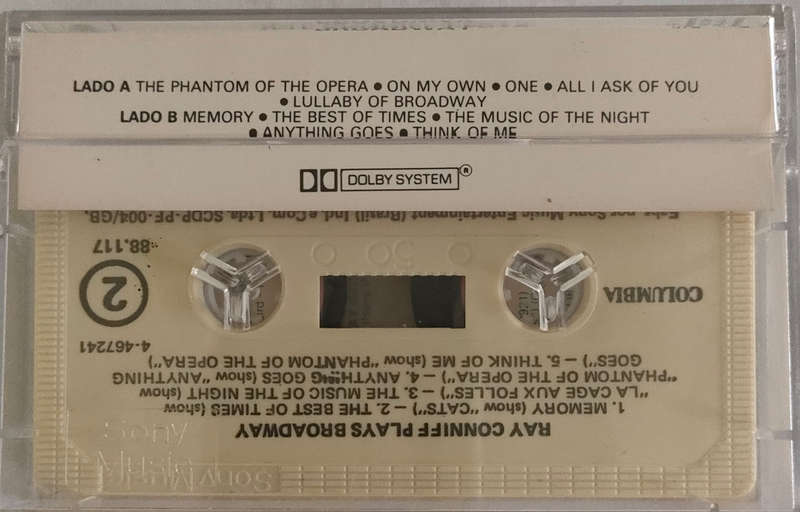 LADO A THE PHANTOM OF THE OPERA • ON MY OWN • ONE • ALL I ASK OF YOU
• LULLABY OF BROADWAY
LADO B MEMORY • THE BEST OF TIMES • THE MUSIC OF THE NIGHT
• ANYTHING GOES • THINK OF ME
DOLBY SYSTEM®
RAY CONNIFF PLAYS BROADWAY
1. MEMORY (show "CATS") — 2. THE BEST OF TIMES (show
"LA CAGE AUX FOLLES") — 3. THE MUSIC OF THE NIGHT (show
"PHANTOM OF THE OPERA") — 4. ANYTHING GOES (show "ANYTHING
GOES") — 5. THINK OF ME (show "PHANTOM OF THE OPERA")
4-467241
COLUMBIA
2
88.117
por Sony Music Entertainment (Brasil) Ind. e Com. Ltda. SCDP-PF-004/GB.
Sony Music
Sony